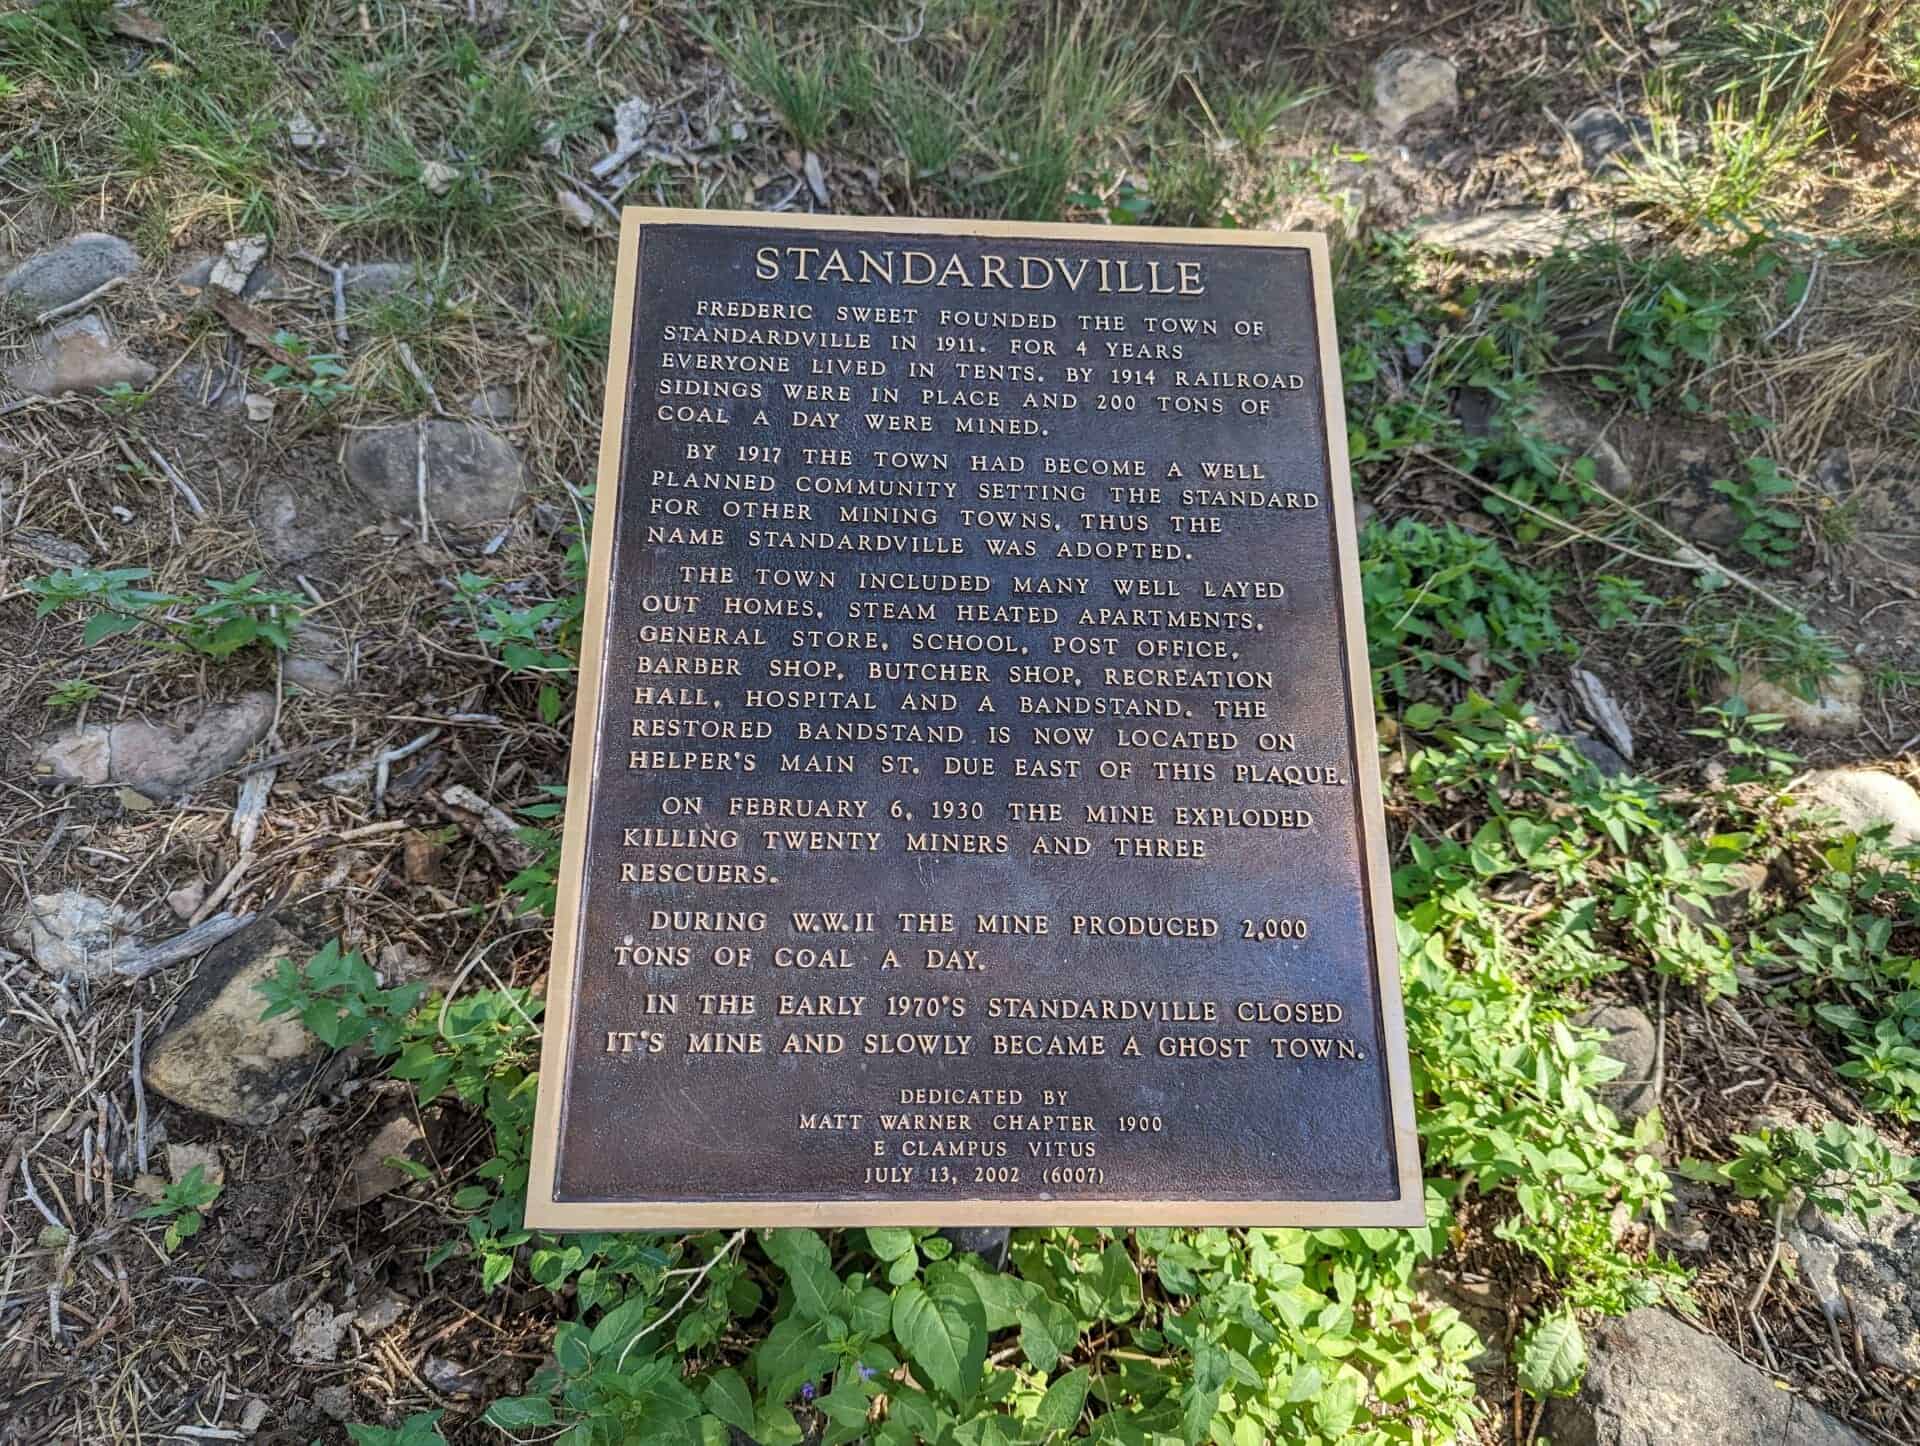 STANDARDVILLE
FREDERIC SWEET FOUNDED THE TOWN OF
STANDARDVILLE IN 1911. FOR 4 YEARS
EVERYONE LIVED IN TENTS. BY 1914 RAILROAD
SIDINGS WERE IN PLACE AND 200 TONS OF
COAL A DAY WERE MINED.
BY 1917 THE TOWN HAD BECOME A WELL
PLANNED COMMUNITY SETTING THE STANDARD
FOR OTHER MINING TOWNS, THUS THE
NAME STANDARDVILLE WAS ADOPTED.
THE TOWN INCLUDED MANY WELL LAYED
OUT HOMES, STEAM HEATED APARTMENTS,
GENERAL STORE, SCHOOL, POST OFFICE,
BARBER SHOP, BUTCHER SHOP, RECREATION
HALL, HOSPITAL AND A BANDSTAND. THE
RESTORED BANDSTAND IS NOW LOCATED ON
HELPER'S MAIN ST. DUE EAST OF THIS PLAQUE.
ON FEBRUARY 6, 1930 THE MINE EXPLODED
KILLING TWENTY MINERS AND THREE
RESCUERS.
DURING W.W.II THE MINE PRODUCED 2,000
TONS OF COAL A DAY.
IN THE EARLY 1970'S STANDARDVILLE CLOSED
IT'S MINE AND SLOWLY BECAME A GHOST TOWN.
DEDICATED BY
MATT WARNER CHAPTER 1900
E CLAMPUS VITUS
JULY 13, 2002 (6007)